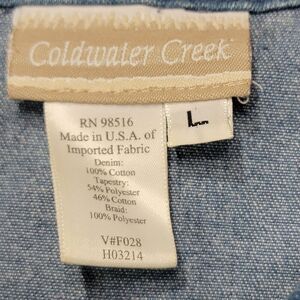 Coldwater Creek
L
RN 98516
Made in U.S.A. of
Imported Fabric
Denim:
100% Cotton
Tapestry:
54% Polyester
46% Cotton
Braid:
100% Polyester
V#F028
H03214